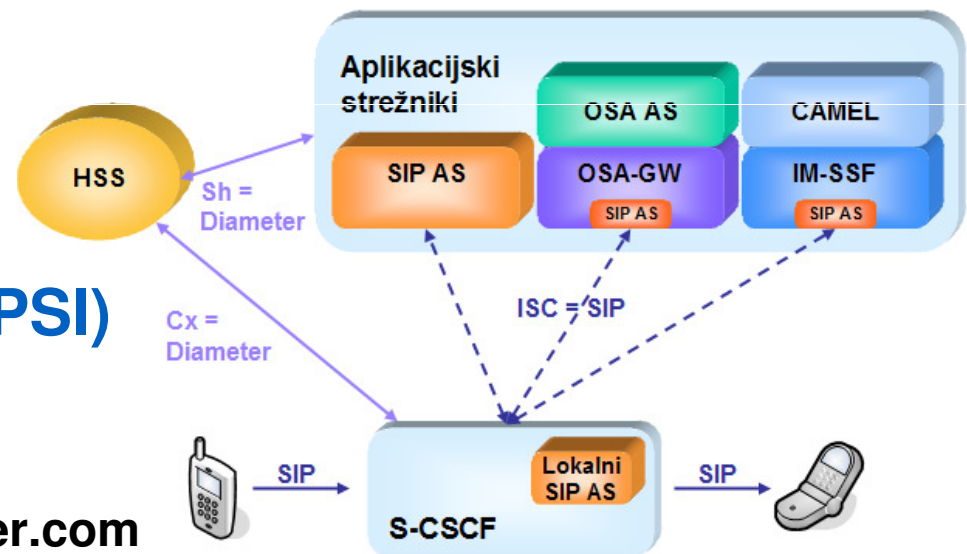 Aplikacijski
strežniki
OSA AS
CAMEL
HSS
SIP AS
OSA-GW
IM-SSF
SIP AS
SIP AS
Sh =
Diameter
PSI)
ISC = SIP
Cx =
Diameter
SIP
Lokalni
SIP AS
SIP
S-CSCF
er.com